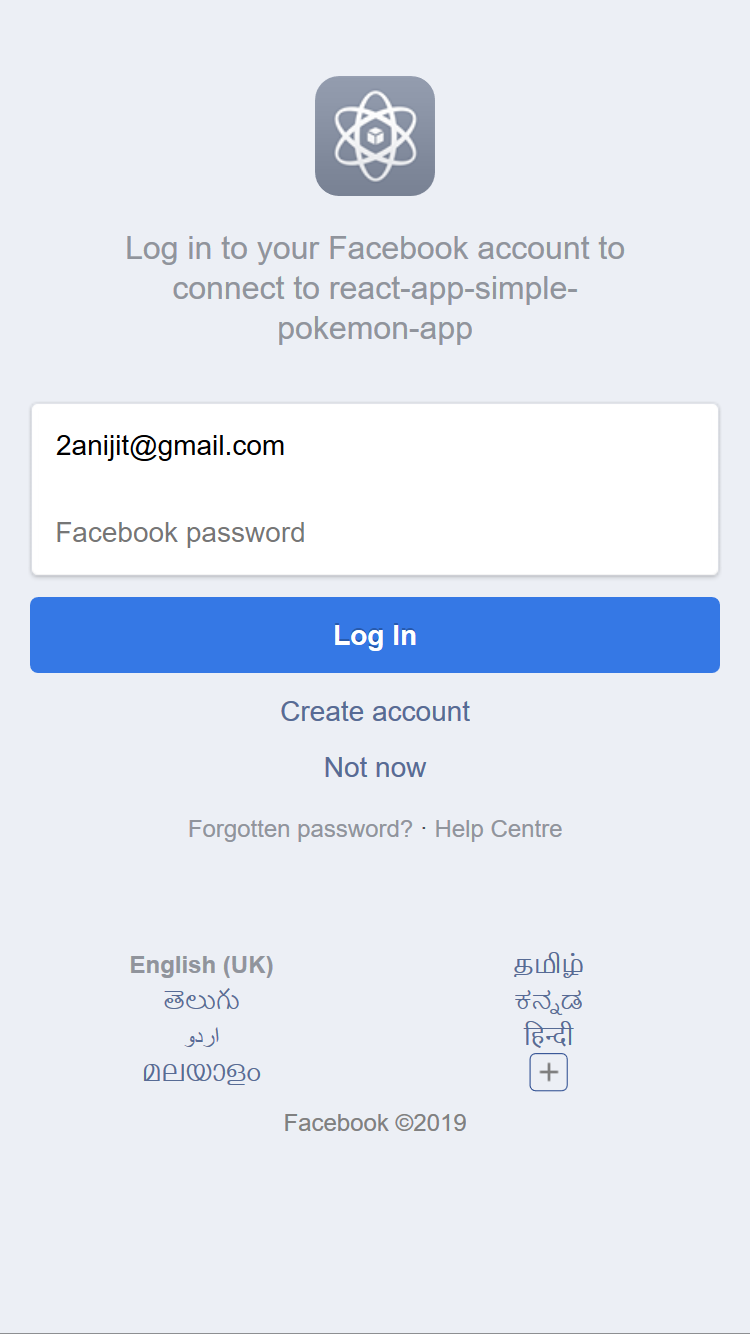 Log in to your Facebook account to
connect to react-app-simple-
pokemon-app
2anijit@gmail.com
Facebook password
Log In
Create account
Not now
Forgotten password? · Help Centre
English (UK)
தமிழ்
తెలుగు
ಕನ್ನಡ
اردو
हिन्दी
മലയാളം
Facebook ©2019